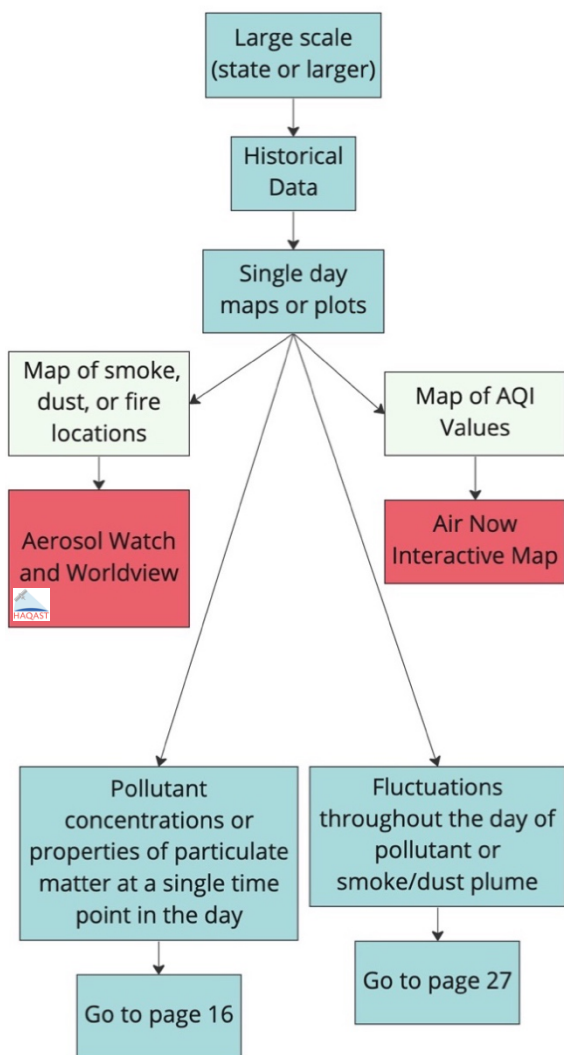 Large scale
(state or larger)
Historical
Data
Single day
maps or plots
Map of smoke,
dust, or fire
locations
Map of AQI
Values
Aerosol Watch
and Worldview
HAQAST
Air Now
Interactive Map
Pollutant
concentrations or
properties of particulate
matter at a single time
point in the day
Fluctuations
throughout the day of
pollutant or
smoke/dust plume
Go to page 16
Go to page 27